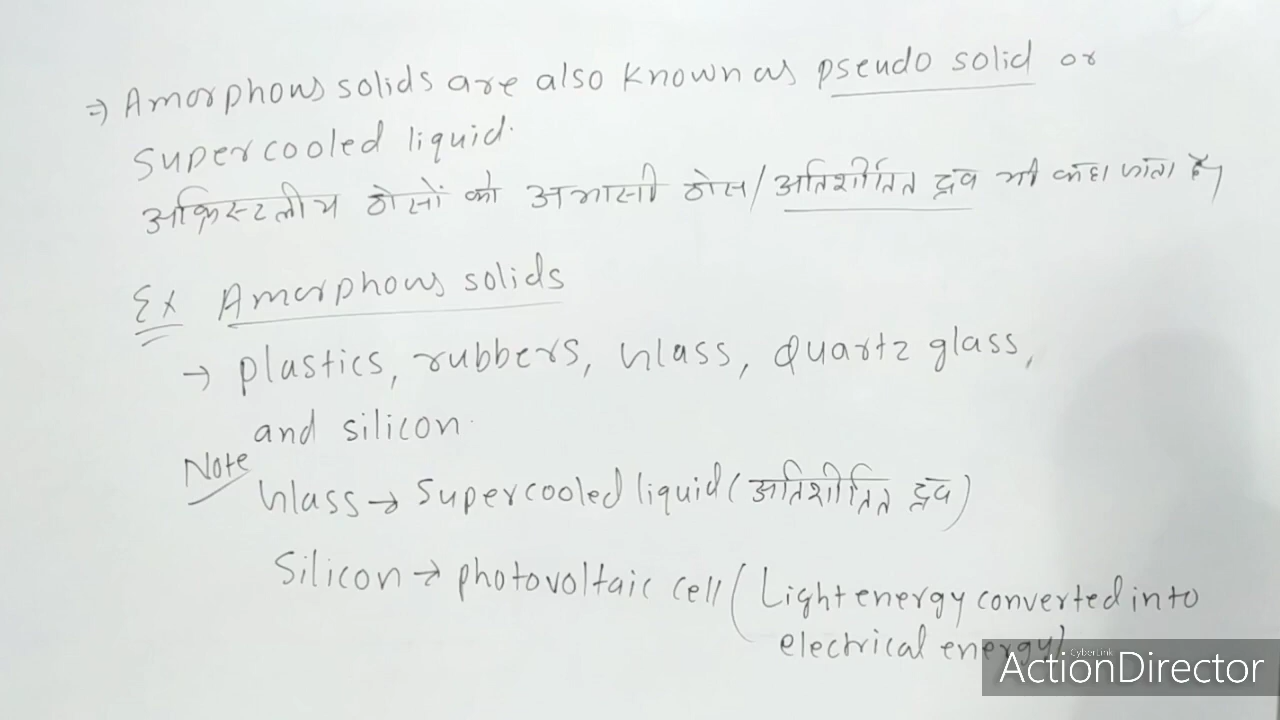 ⇒ Amorphous solids are also known as pseudo solid or
Supercooled liquid.
अक्रिस्टलीय ठोसों को अभासी ठोस/अतिशीतित द्रव भी कहा जाता है।
Ex Amorphous solids
→ plastics, rubbers, Glass, Quartz glass,
and silicon.
Note
Glass → Supercooled liquid (अतिशीतित द्रव)
Silicon → photovoltaic cell (Light energy converted into
electrical energy)
CyberLink
ActionDirector